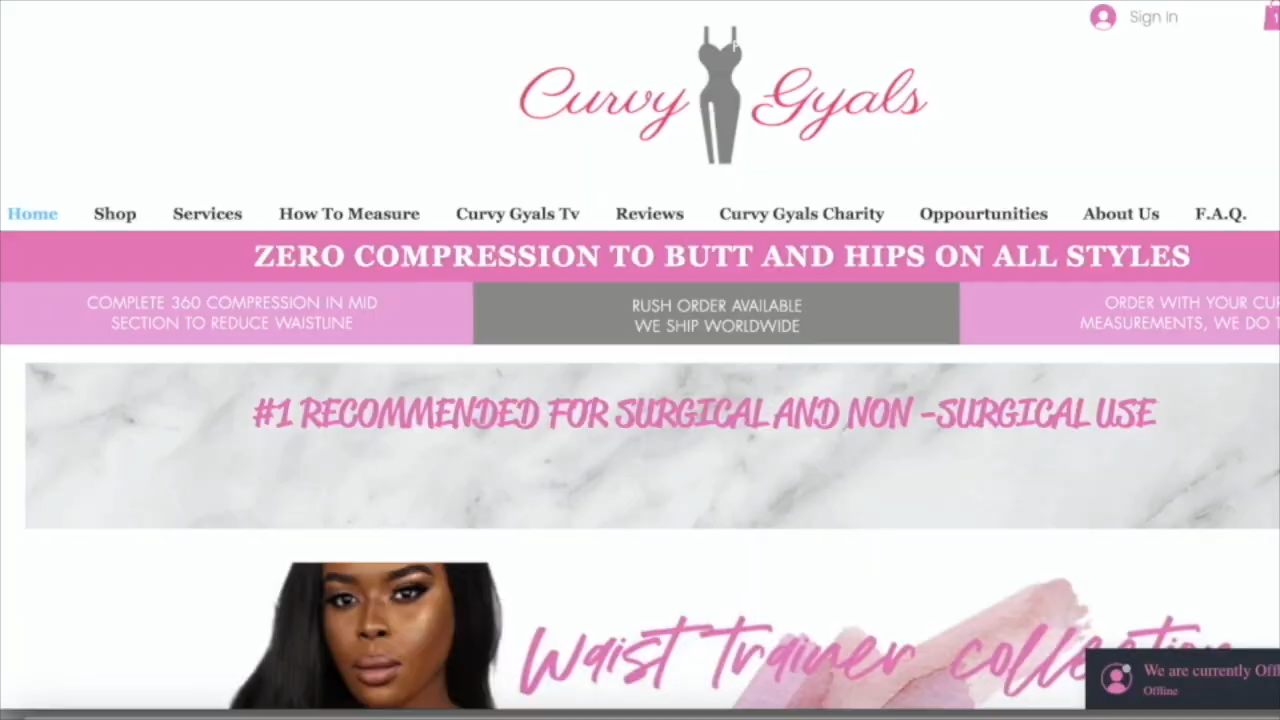 Sign In
1
Curvy Gyals
Home Shop Services How To Measure Curvy Gyals Tv Reviews Curvy Gyals Charity Oppourtunities About Us F.A.Q.
ZERO COMPRESSION TO BUTT AND HIPS ON ALL STYLES
COMPLETE 360 COMPRESSION IN MID
SECTION TO REDUCE WAISTLINE
RUSH ORDER AVAILABLE
WE SHIP WORLDWIDE
ORDER WITH YOUR
MEASUREMENTS, WE DO
#1 RECOMMENDED FOR SURGICAL AND NON -SURGICAL USE
Waist Trainer collection
We are currently
Offline